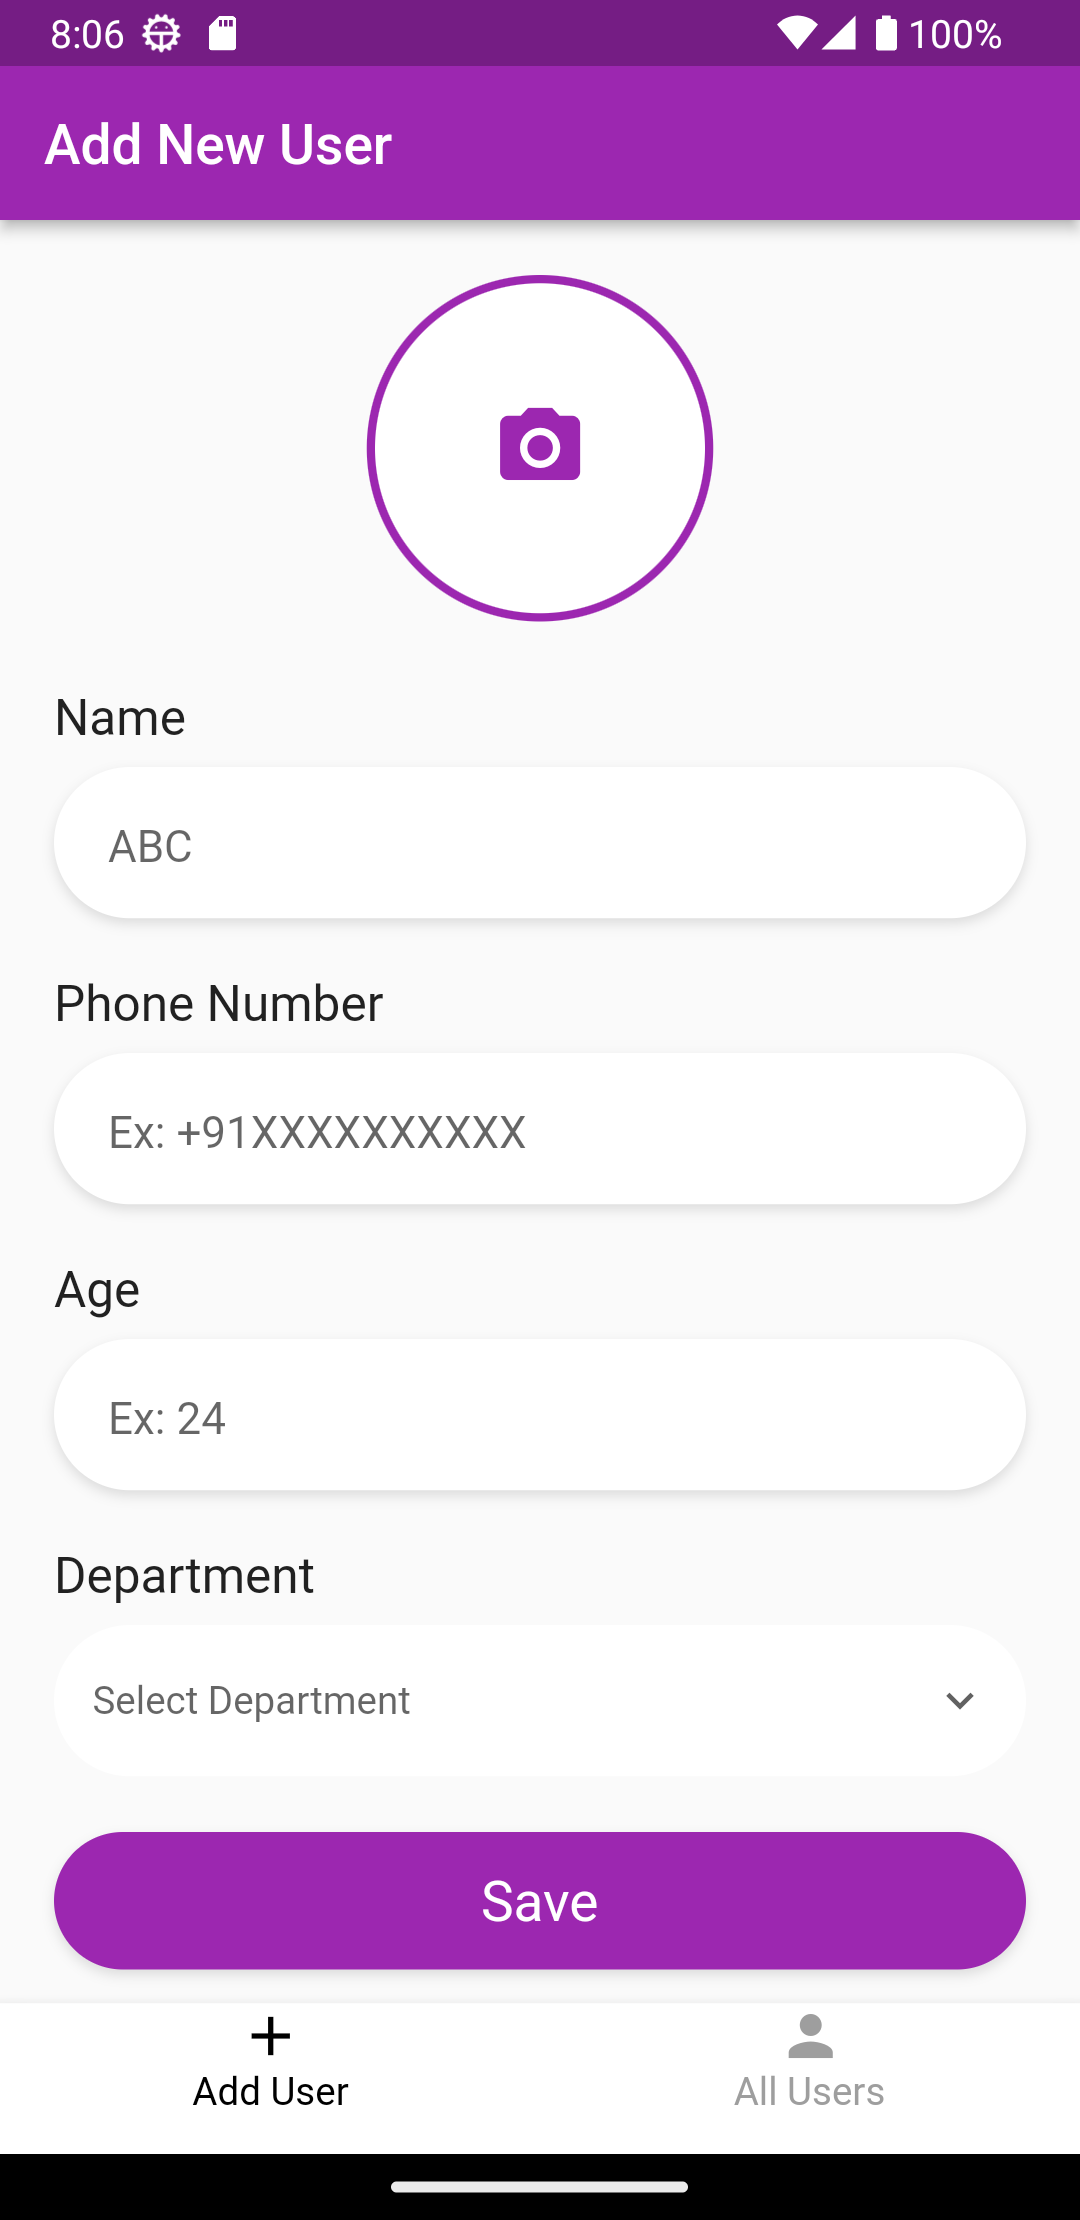 8:06 100%
Add New User
Name
ABC
Phone Number
Ex: +91XXXXXXXXXX
Age
Ex: 24
Department
Select Department
Save
Add User All Users